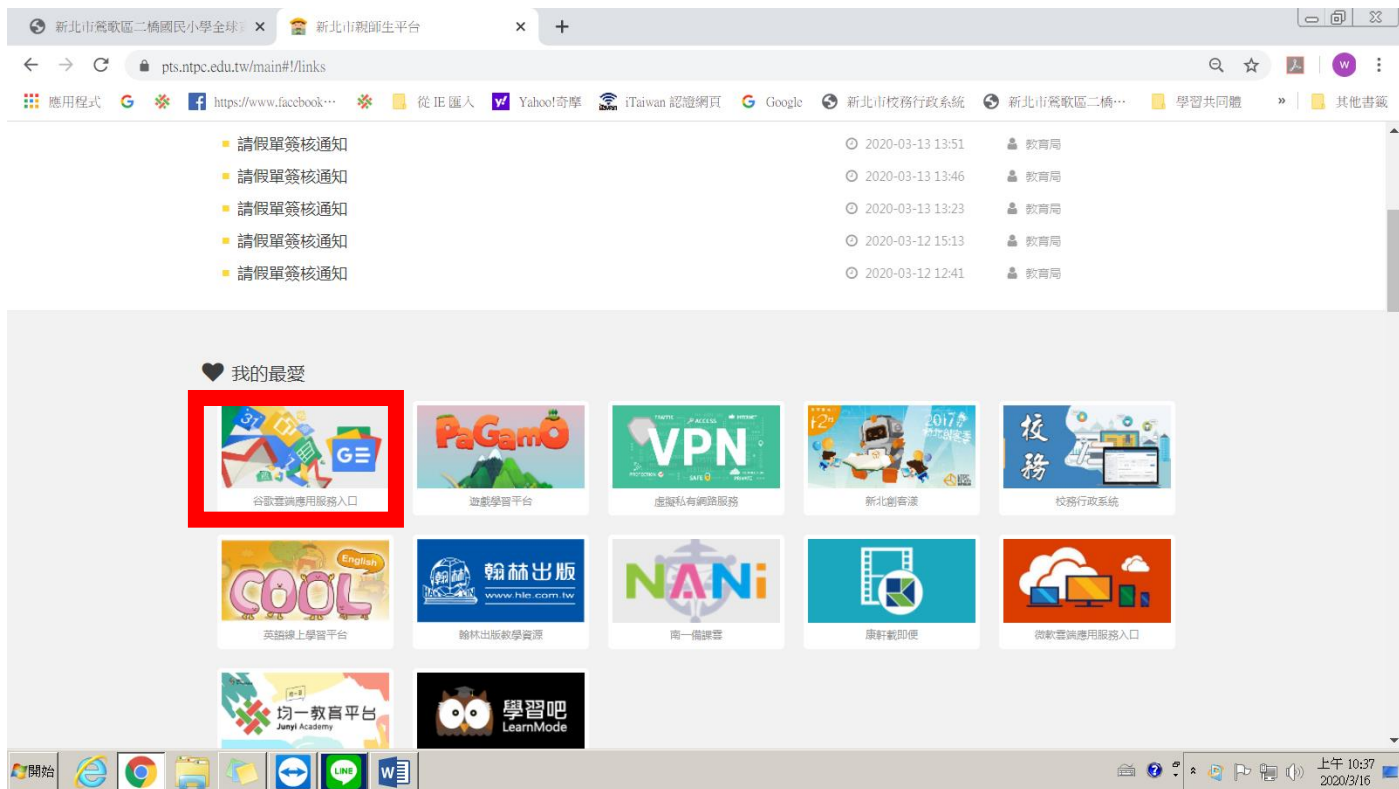 新北市鶯歌區二橋國民小學全球
新北市親師生平台
pts.ntpc.edu.tw/main#!/links
W
應用程式
https://www.facebook…
從 IE 匯入
Yahoo!奇摩
iTaiwan 認證網頁
Google
新北市校務行政系統
新北市鶯歌區二橋…
學習共同體
»
其他書籤
請假單簽核通知 2020-03-13 13:51 教育局
請假單簽核通知 2020-03-13 13:46 教育局
請假單簽核通知 2020-03-13 13:23 教育局
請假單簽核通知 2020-03-12 15:13 教育局
請假單簽核通知 2020-03-12 12:41 教育局
我的最愛
31
G
谷歌雲端應用服務入口
PaGamO
遊戲學習平台
VPN
SAFE
虛擬私有網路服務
2017
新北創客季
新北創客漾
校務
校務行政系統
English
COOL
英語線上學習平台
翰林
翰林出版
www.hle.com.tw
翰林出版教學資源
NANi
南一備課雲
康軒載即便
微軟雲端應用服務入口
均一教育平台
Junyi Academy
學習吧
LearnMode
開始
LINE
W
上午 10:37
2020/3/16